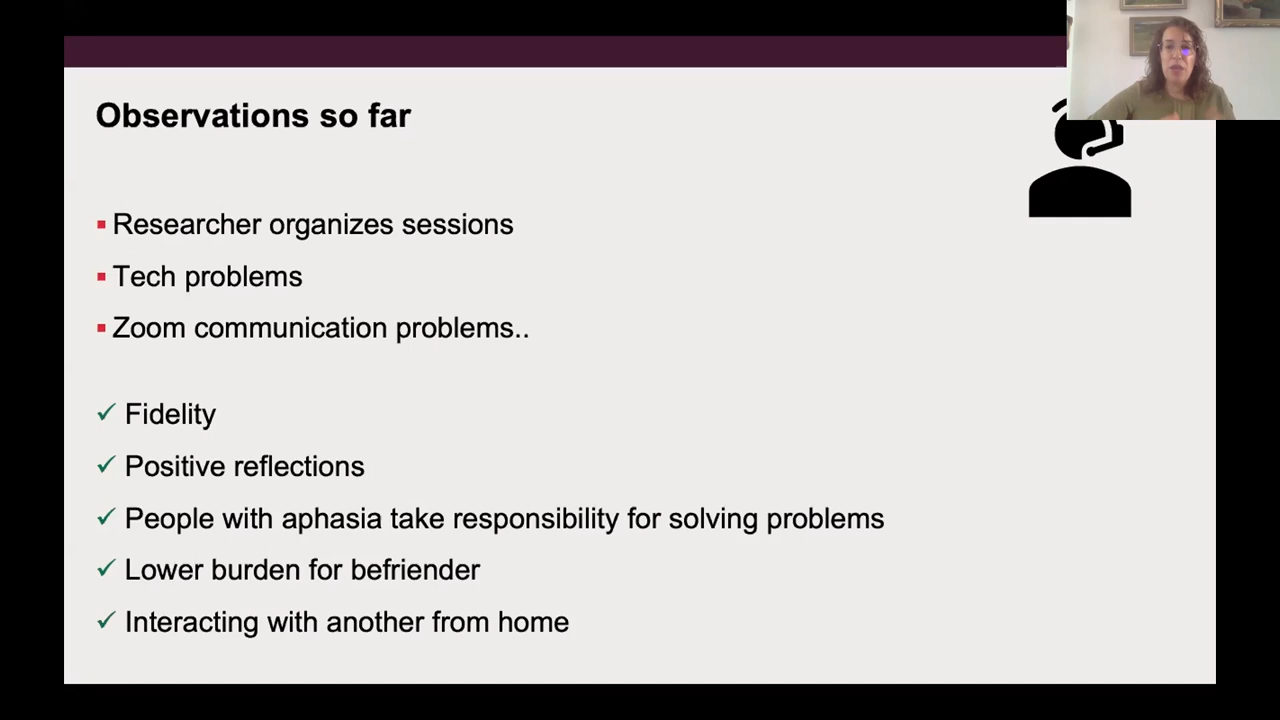 Observations so far
Researcher organizes sessions
Tech problems
Zoom communication problems..
Fidelity
Positive reflections
People with aphasia take responsibility for solving problems
Lower burden for befriender
Interacting with another from home